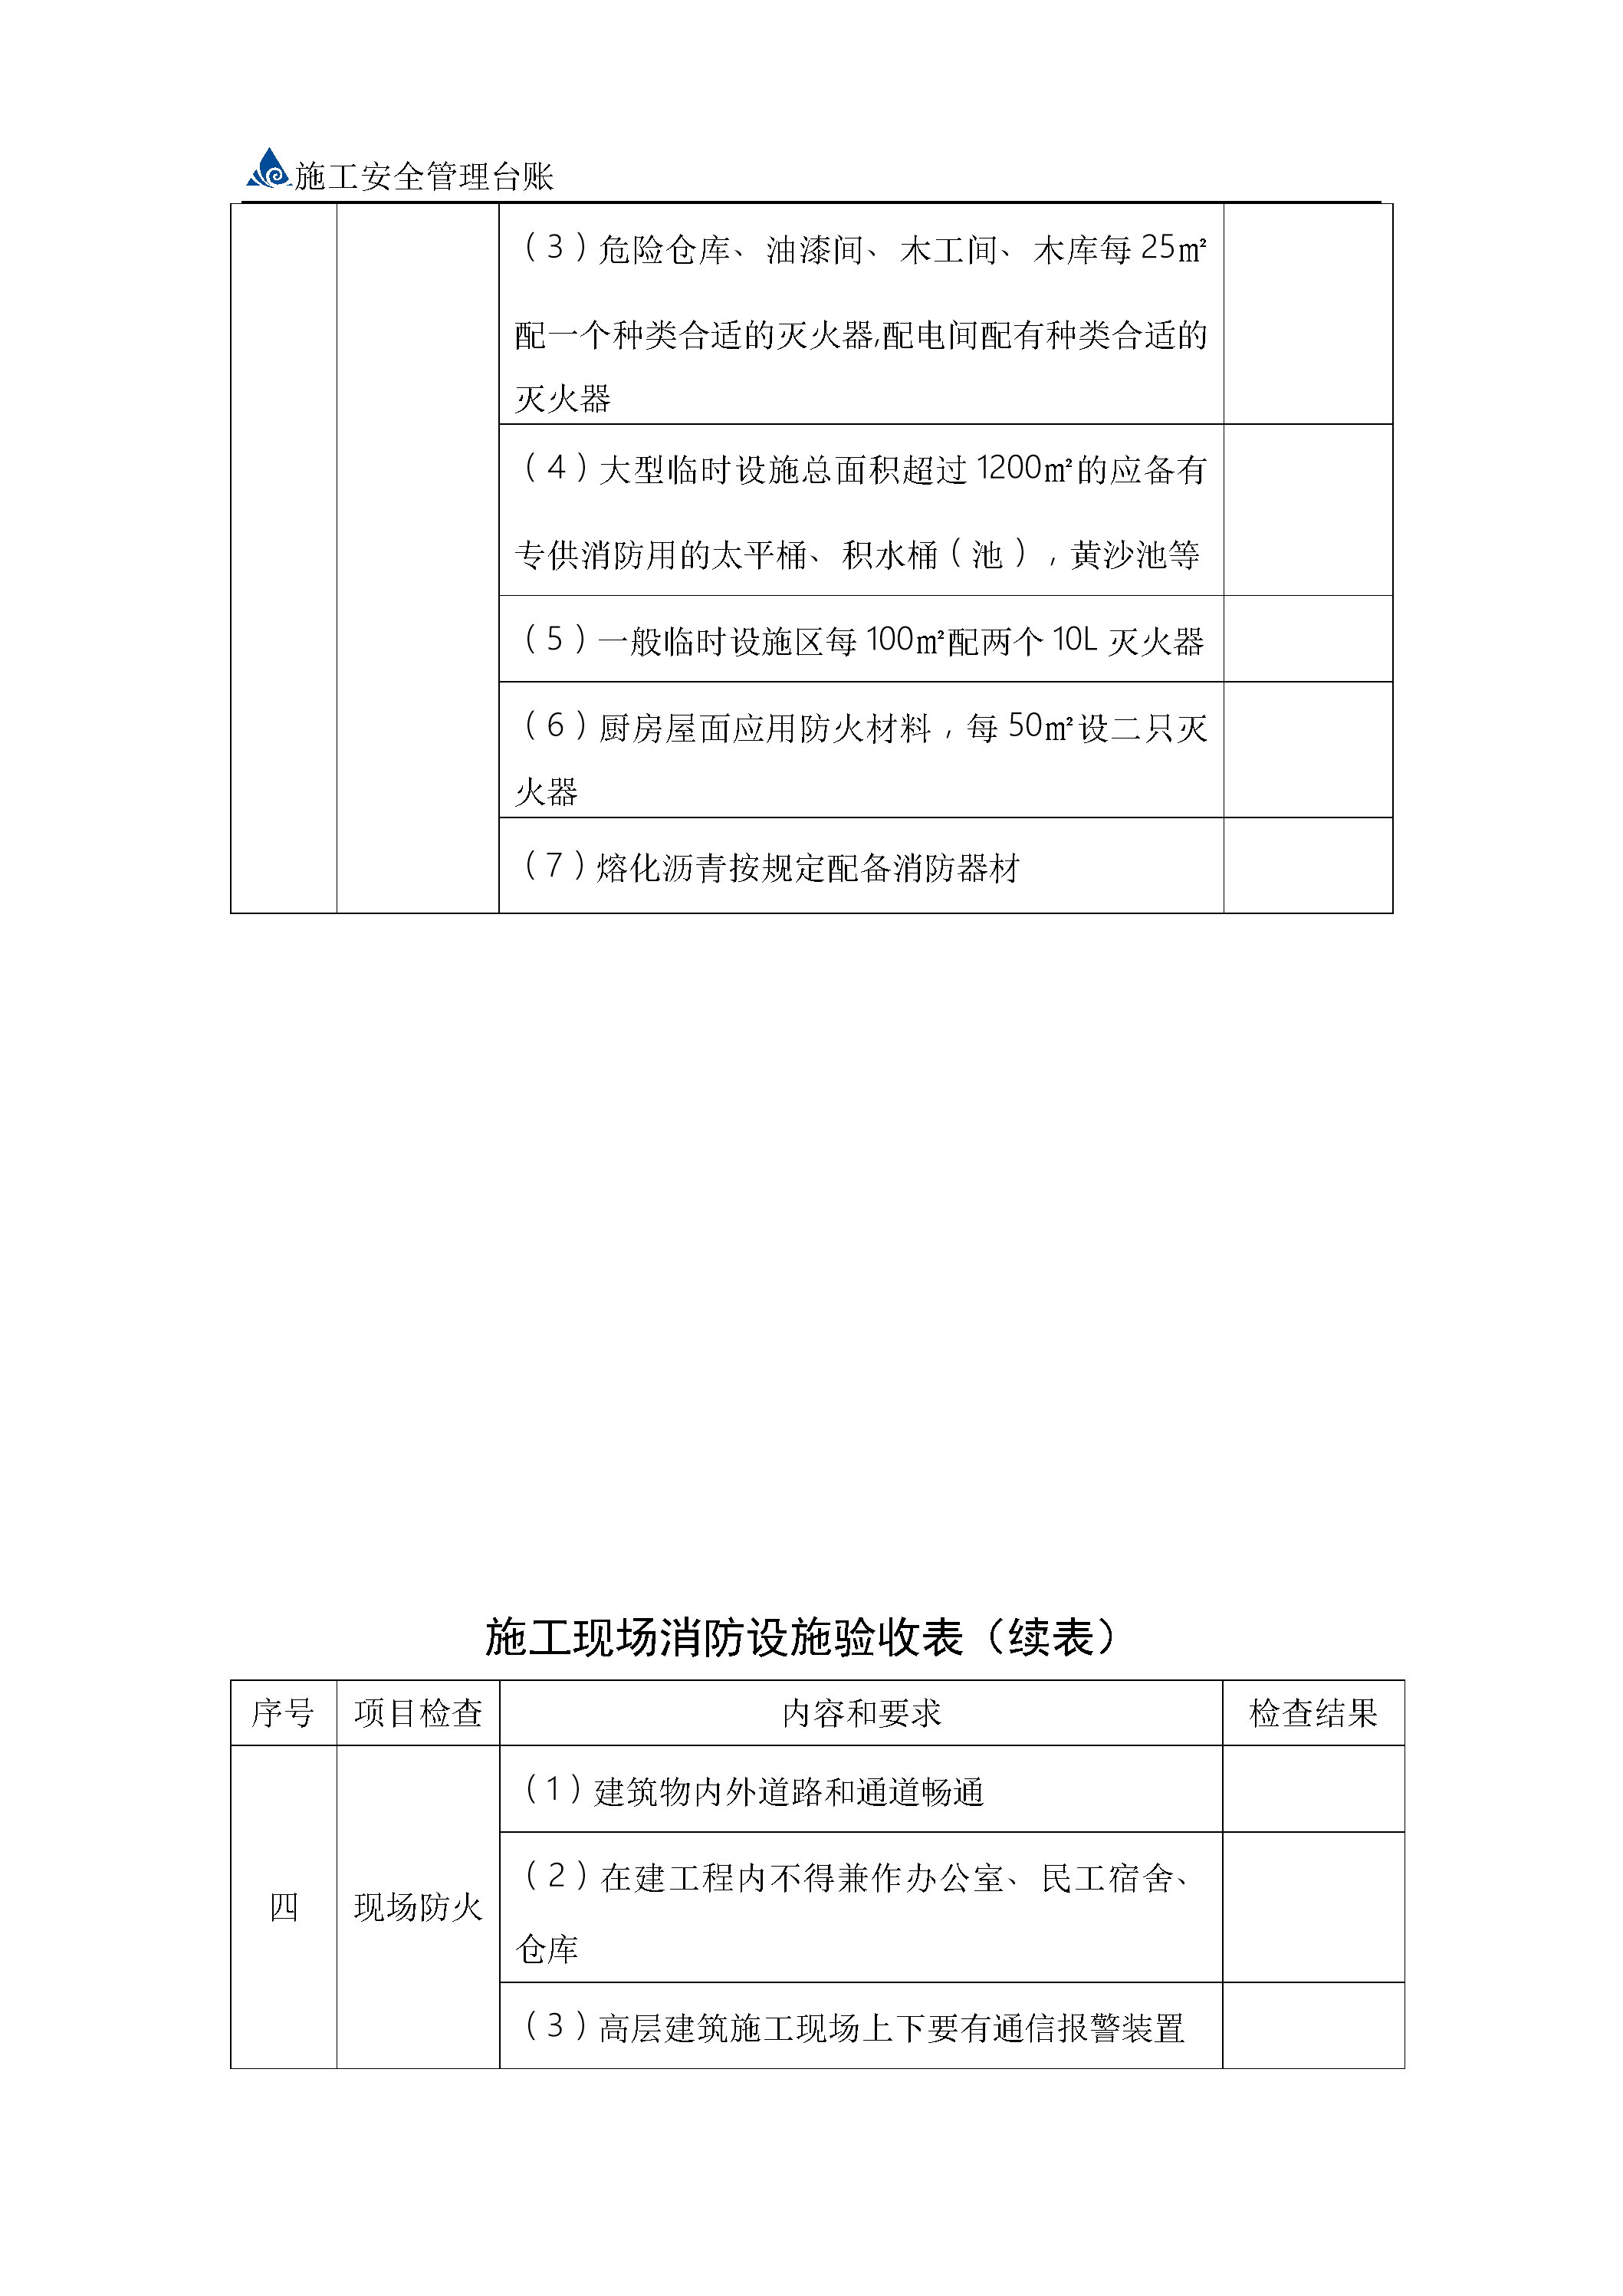 施工安全管理台账
（3）危险仓库、油漆间、木工间、木库每25㎡
配一个种类合适的灭火器,配电间配有种类合适的
灭火器
（4）大型临时设施总面积超过1200㎡的应备有
专供消防用的太平桶、积水桶（池），黄沙池等
（5）一般临时设施区每100㎡配两个10L灭火器
（6）厨房屋面应用防火材料，每50㎡设二只灭
火器
（7）熔化沥青按规定配备消防器材
施工现场消防设施验收表（续表）
序号 项目检查 内容和要求 检查结果
（1）建筑物内外道路和通道畅通
（2）在建工程内不得兼作办公室、民工宿舍、
四 现场防火
仓库
（3）高层建筑施工现场上下要有通信报警装置